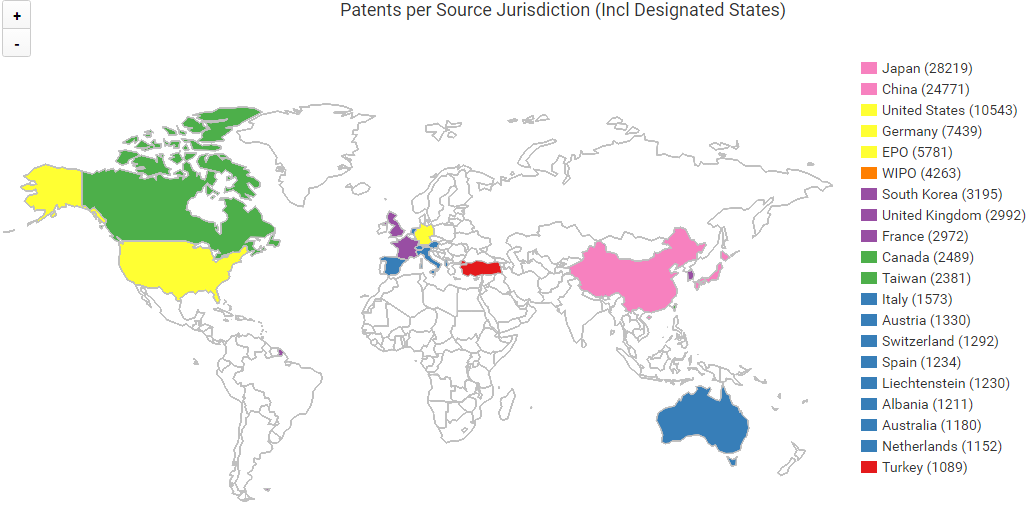 Patents per Source Jurisdiction (Incl Designated States)
+
-
Japan (28219)
China (24771)
United States (10543)
Germany (7439)
EPO (5781)
WIPO (4263)
South Korea (3195)
United Kingdom (2992)
France (2972)
Canada (2489)
Taiwan (2381)
Italy (1573)
Austria (1330)
Switzerland (1292)
Spain (1234)
Liechtenstein (1230)
Albania (1211)
Australia (1180)
Netherlands (1152)
Turkey (1089)